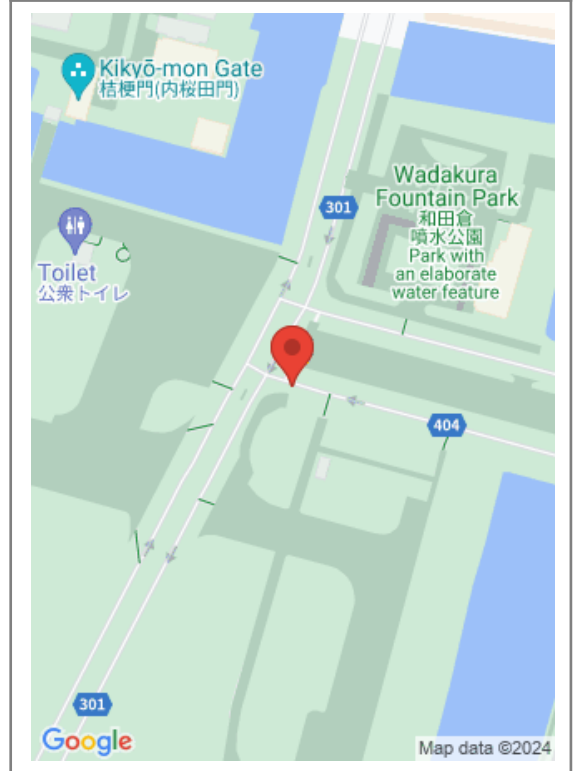 Kikyō-mon Gate
桔梗門(内桜田門)
Wadakura
Fountain Park
和田倉
噴水公園
Park with
an elaborate
water feature
301
Toilet
公衆トイレ
404
301
Google
Map data ©2024